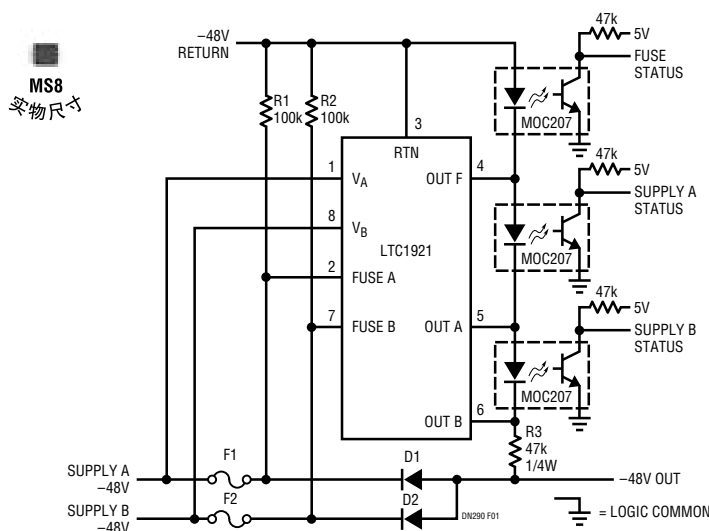 MS8
实物尺寸
–48V
RETURN
R1
100k
R2
100k
3
RTN
1
VA
8
VB
LTC1921
2
FUSE A
7
FUSE B
OUT F
4
OUT A
5
OUT B
6
47k
5V
FUSE
STATUS
MOC207
47k
5V
SUPPLY A
STATUS
MOC207
47k
5V
SUPPLY B
STATUS
MOC207
R3
47k
1/4W
F1
D1
SUPPLY A
–48V
–48V OUT
F2
D2
SUPPLY B
–48V
DN290 F01
= LOGIC COMMON